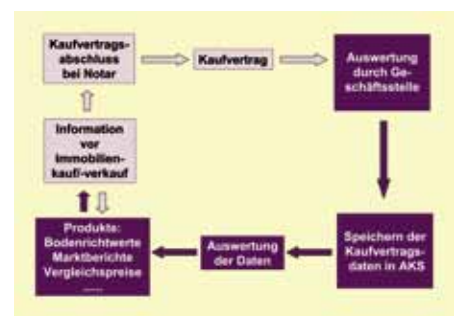 Kaufvertrags-
abschluss
bei Notar
Kaufvertrag
Auswertung
durch Ge-
schäftsstelle
Information
vor
Immobilien-
kauf/-verkauf
Produkte:
Bodenrichtwerte
Marktberichte
Vergleichspreise
.....
Auswertung
der Daten
Speichern der
Kaufvertrags-
daten in AKS